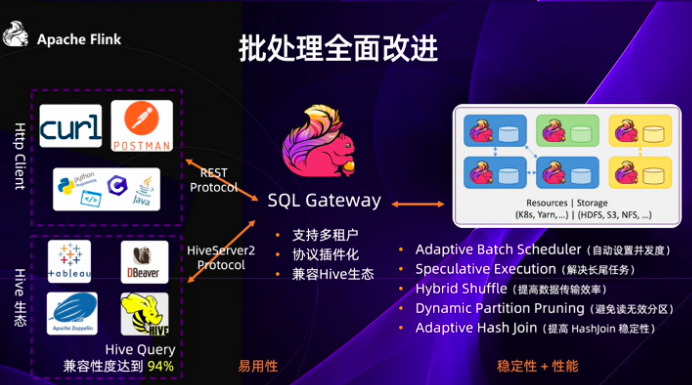 Apache Flink
批处理全面改进
Http Client
curl
POSTMAN
python
Programming
C
Java
REST
Protocol
SQL Gateway
支持多租户
协议插件化
兼容Hive生态
Resources | Storage
(K8s, Yarn,...) | (HDFS, S3, NFS, ...)
Adaptive Batch Scheduler（自动设置并发度）
Speculative Execution（解决长尾任务）
Hybrid Shuffle（提高数据传输效率）
Dynamic Partition Pruning（避免读无效分区）
Adaptive Hash Join（提高 HashJoin 稳定性）
Hive 生态
tableau
DBeaver
Apache Zeppelin
HIVE
HiveServer2
Protocol
Hive Query
兼容性度达到 94%
易用性
稳定性 + 性能